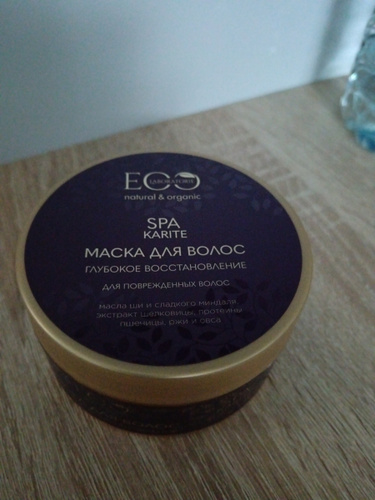 ECO
LABORATORIE
natural & organic
SPA
KARITE
МАСКА ДЛЯ ВОЛОС
ГЛУБОКОЕ ВОССТАНОВЛЕНИЕ
ДЛЯ ПОВРЕЖДЕННЫХ ВОЛОС
масла ши и сладкого миндаля,
экстракт шелковицы, протеины
пшеницы, ржи и овса